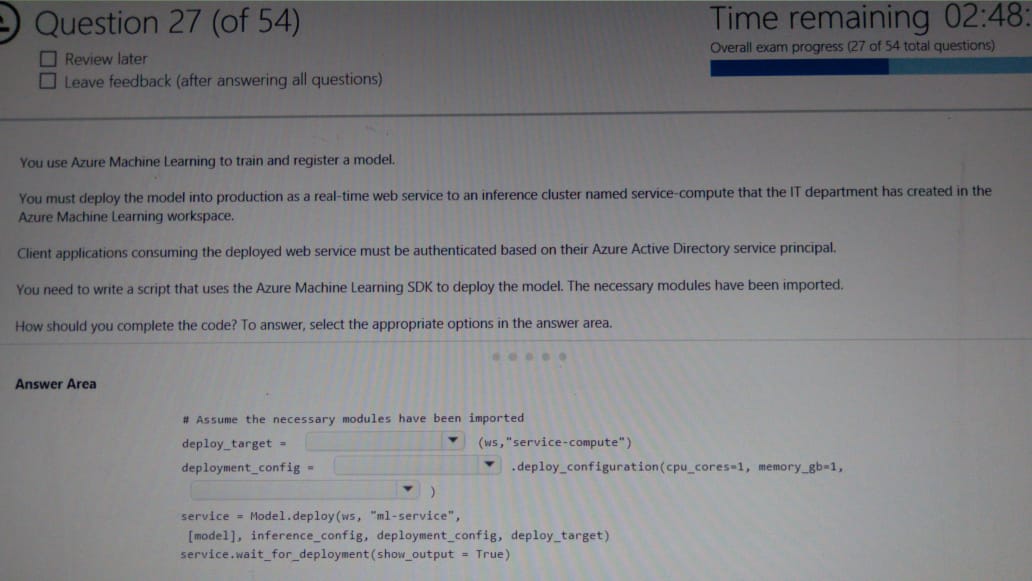 Question 27 (of 54)
Time remaining 02:48:
Review later
Overall exam progress (27 of 54 total questions)
Leave feedback (after answering all questions)
You use Azure Machine Learning to train and register a model.
You must deploy the model into production as a real-time web service to an inference cluster named service-compute that the IT department has created in the
Azure Machine Learning workspace.
Client applications consuming the deployed web service must be authenticated based on their Azure Active Directory service principal.
You need to write a script that uses the Azure Machine Learning SDK to deploy the model. The necessary modules have been imported.
How should you complete the code? To answer, select the appropriate options in the answer area.
Answer Area
# Assume the necessary modules have been imported
deploy_target = (ws,"service-compute")
deployment_config = .deploy_configuration(cpu_cores=1, memory_gb=1,
)
service = Model.deploy(ws, "ml-service",
[model], inference_config, deployment_config, deploy_target)
service.wait_for_deployment(show_output = True)